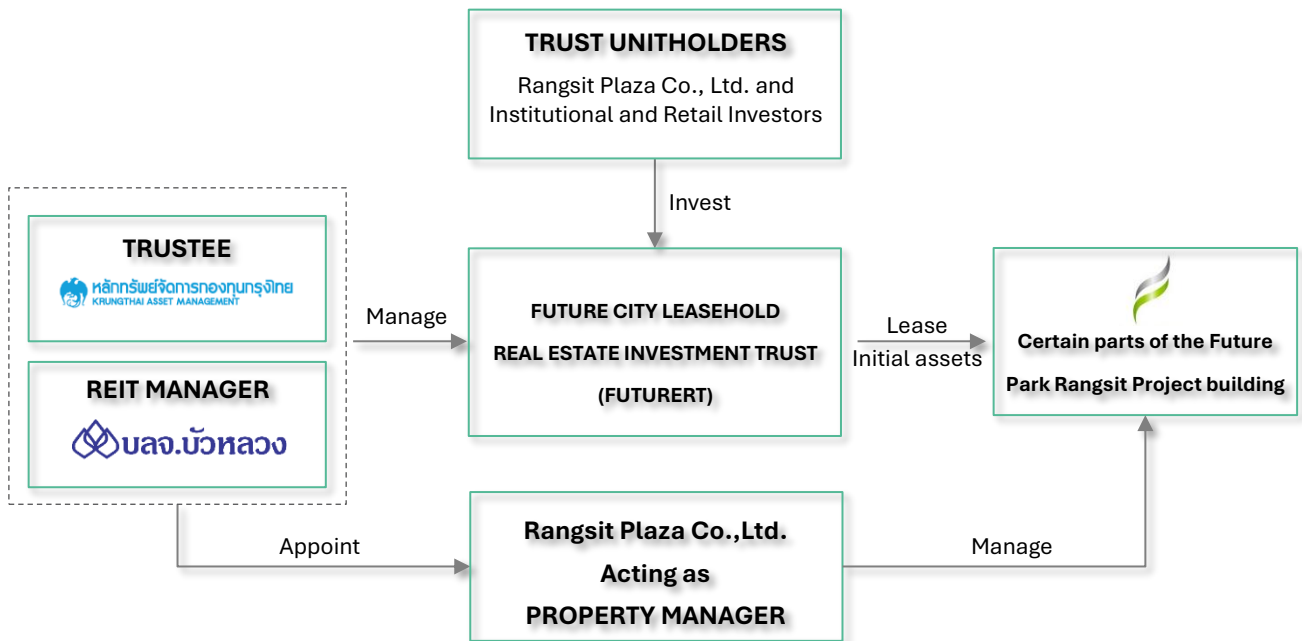 TRUST UNITHOLDERS
Rangsit Plaza Co., Ltd. and
Institutional and Retail Investors
Invest
TRUSTEE
หลักทรัพย์จัดการกองทุนกรุงไทย
KRUNGTHAI ASSET MANAGEMENT
REIT MANAGER
บลจ.บัวหลวง
Manage
FUTURE CITY LEASEHOLD
REAL ESTATE INVESTMENT TRUST
(FUTURERT)
Lease
Initial assets
Certain parts of the Future
Park Rangsit Project building
Appoint
Rangsit Plaza Co.,Ltd.
Acting as
PROPERTY MANAGER
Manage